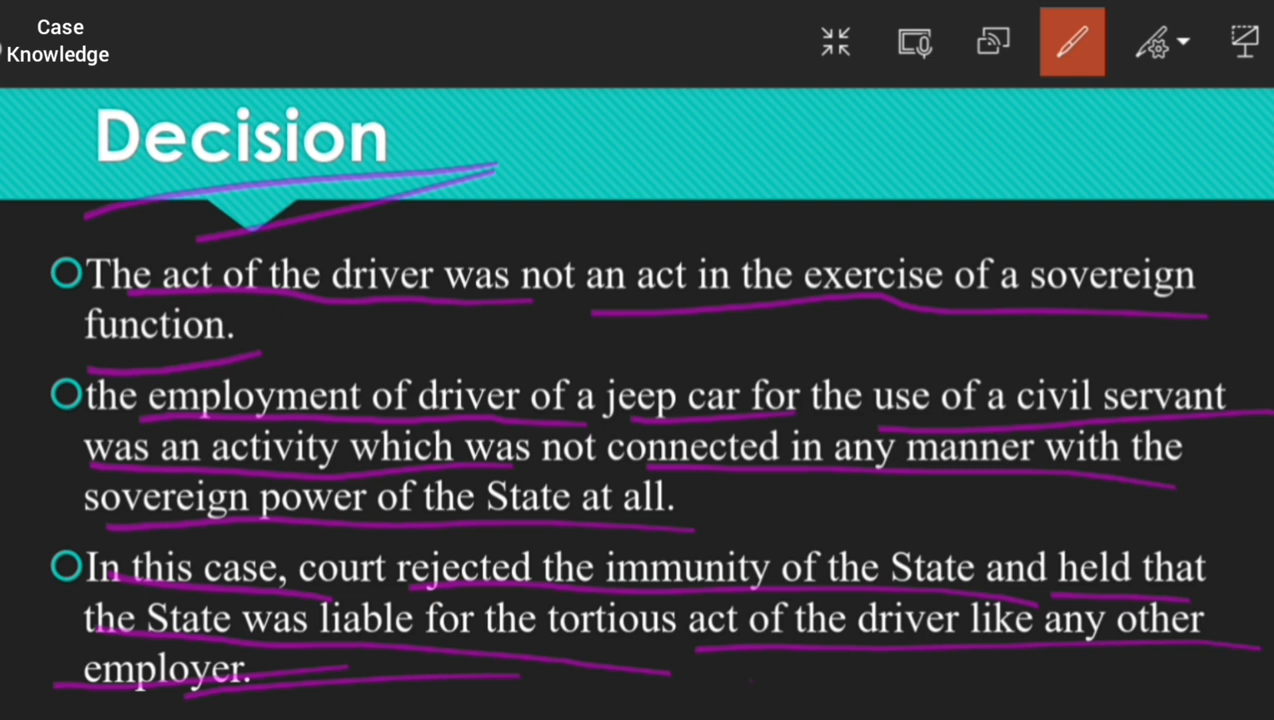 Case
Knowledge
Decision
The act of the driver was not an act in the exercise of a sovereign
function.
the employment of driver of a jeep car for the use of a civil servant
was an activity which was not connected in any manner with the
sovereign power of the State at all.
In this case, court rejected the immunity of the State and held that
the State was liable for the tortious act of the driver like any other
employer.